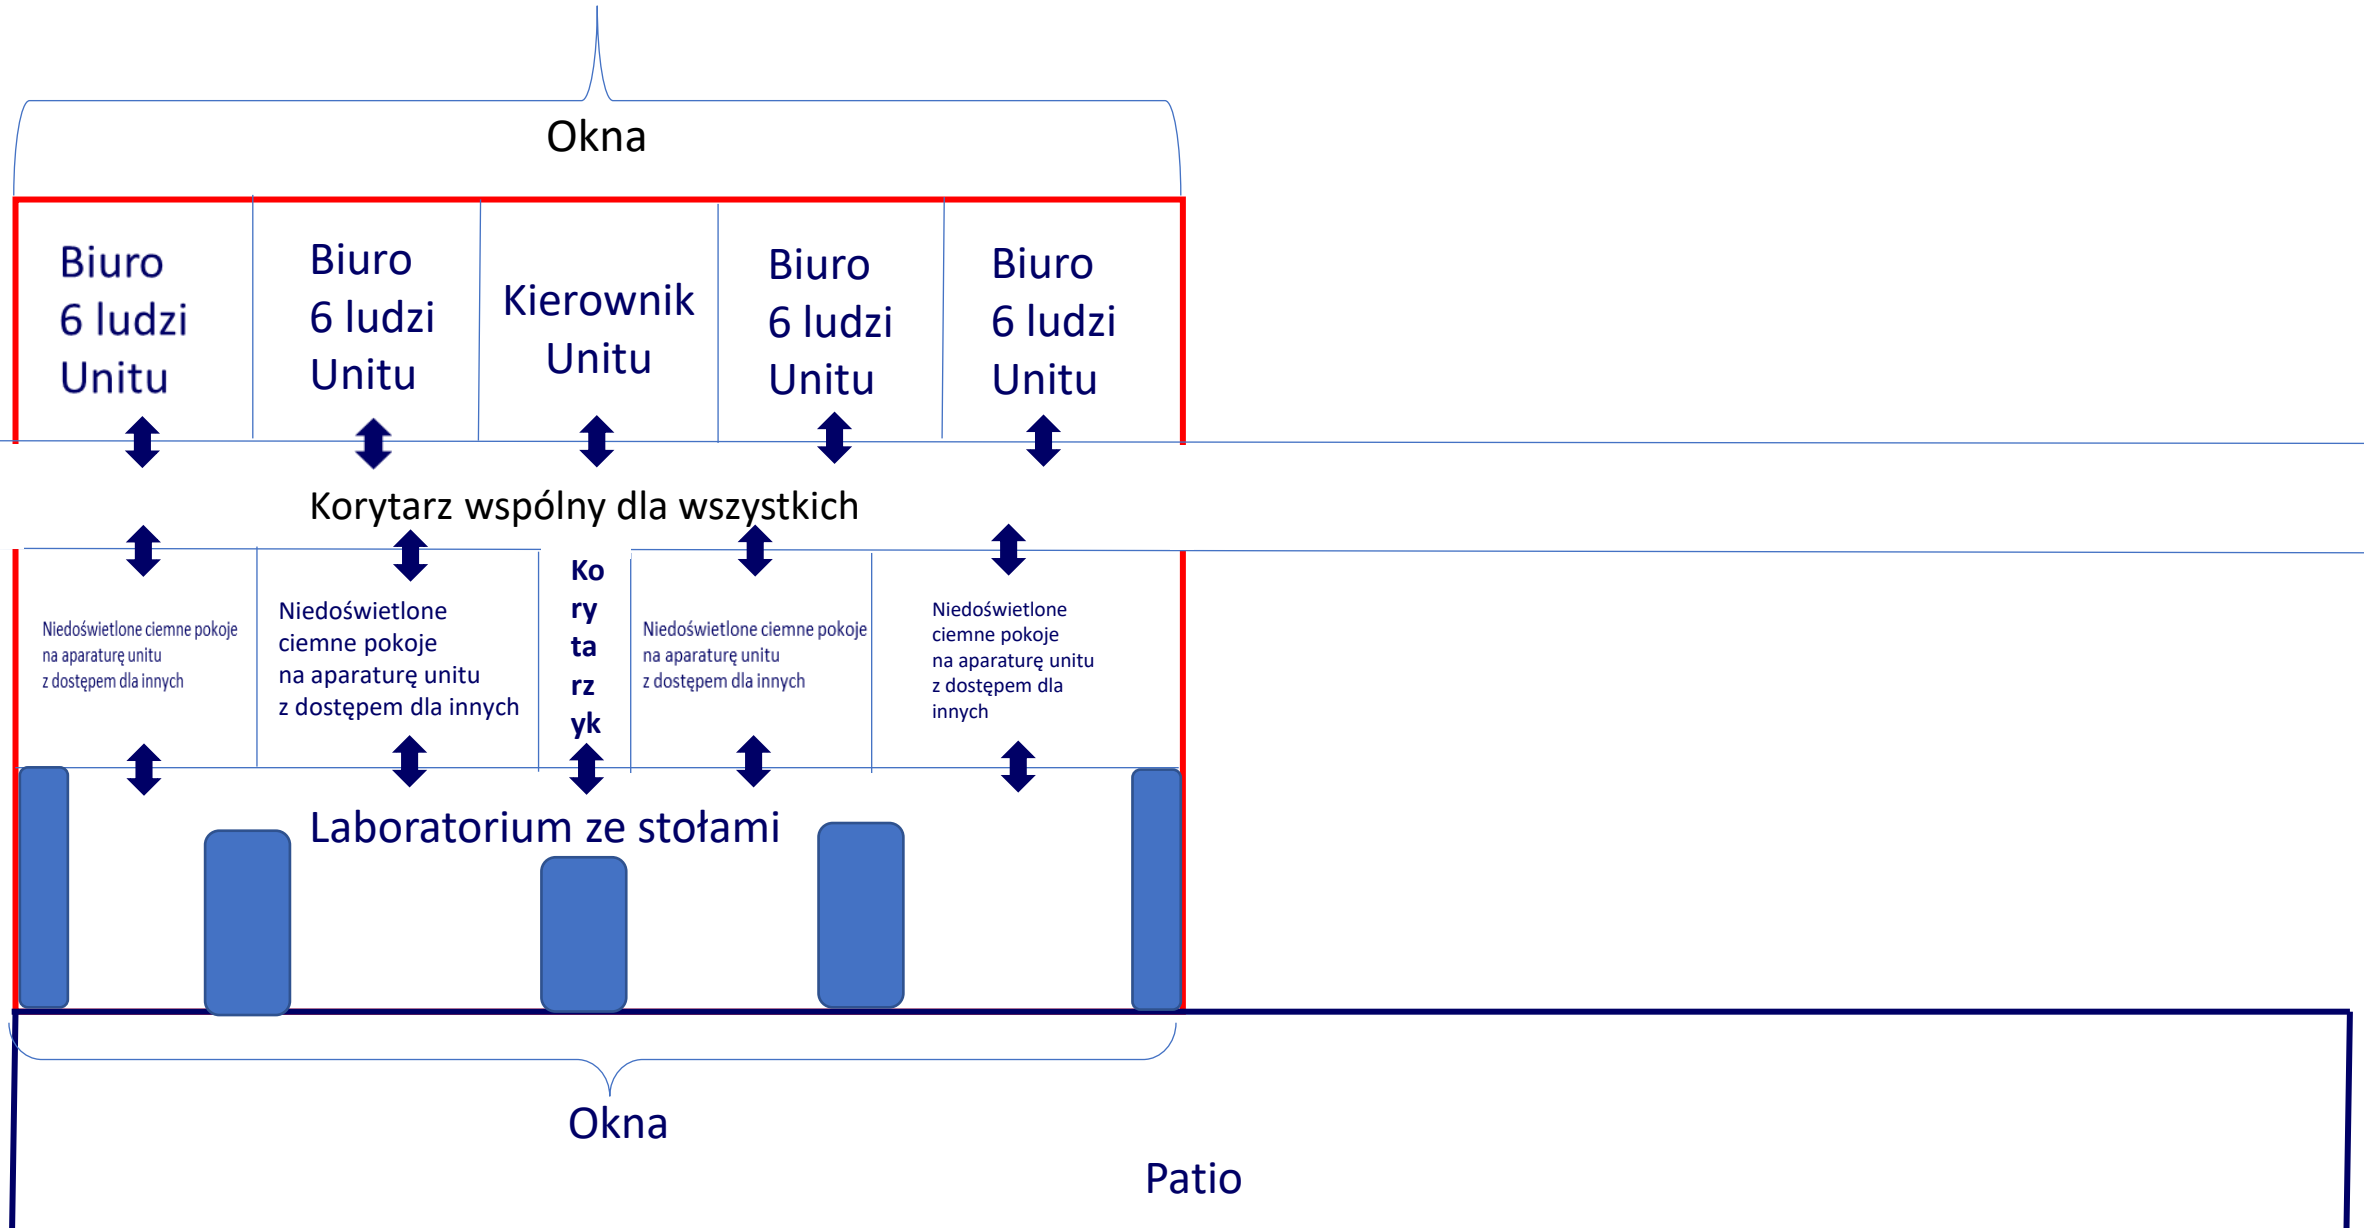 Okna
Biuro
6 ludzi
Unitu
Biuro
6 ludzi
Unitu
Kierownik
Unitu
Biuro
6 ludzi
Unitu
Biuro
6 ludzi
Unitu
Korytarz wspólny dla wszystkich
Niedoświetlone ciemne pokoje
na aparaturę unitu
z dostępem dla innych
Niedoświetlone
ciemne pokoje
na aparaturę unitu
z dostępem dla innych
Ko
ry
ta
rz
yk
Niedoświetlone ciemne pokoje
na aparaturę unitu
z dostępem dla innych
Niedoświetlone
ciemne pokoje
na aparaturę unitu
z dostępem dla
innych
Laboratorium ze stołami
Okna
Patio